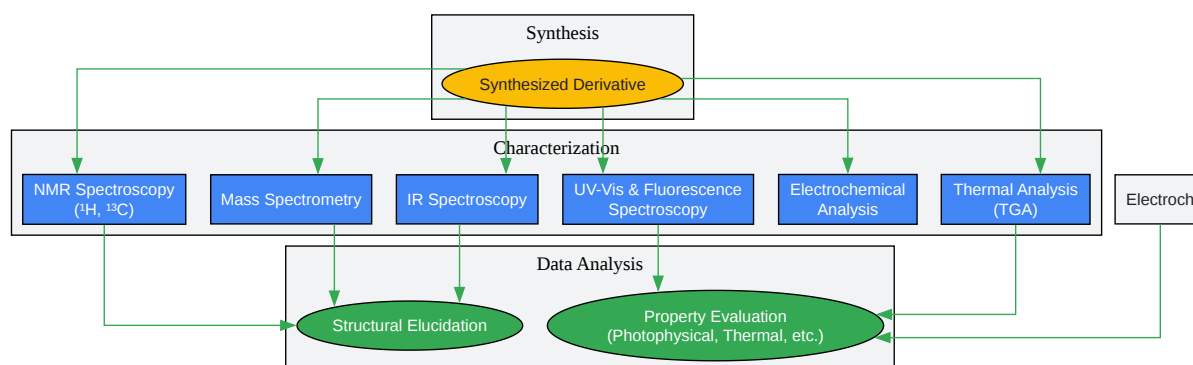 Synthesis
Synthesized Derivative
Characterization
NMR Spectroscopy
(¹H, ¹³C)
Mass Spectrometry
IR Spectroscopy
UV-Vis & Fluorescence
Spectroscopy
Electrochemical
Analysis
Thermal Analysis
(TGA)
Electroch
Data Analysis
Structural Elucidation
Property Evaluation
(Photophysical, Thermal, etc.)